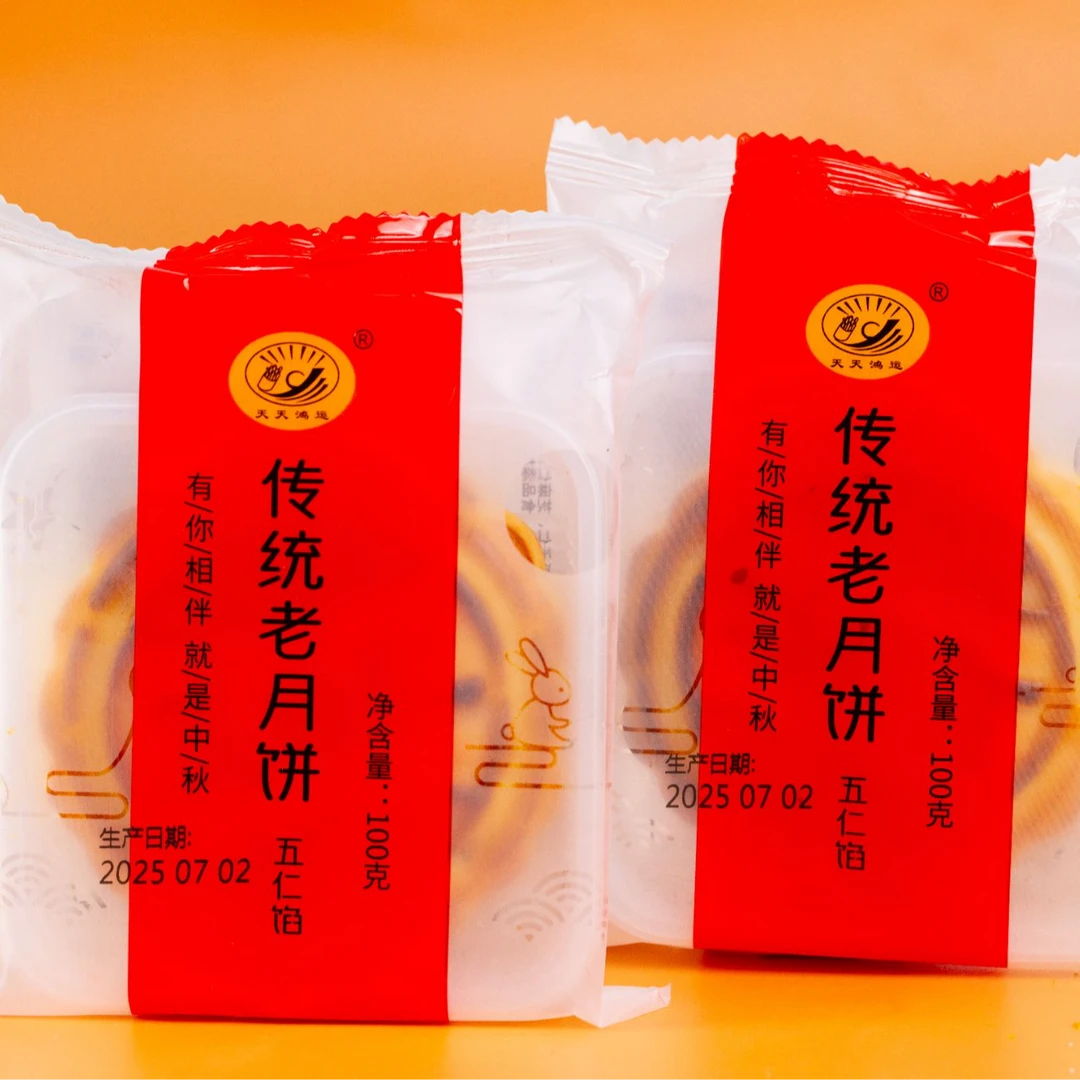 ®
天天鸿运
传统老月饼
有/你/相/伴 就/是/中/秋
净含量：100克
五仁馅
生产日期:
2025 07 02
®
天天鸿运
传统老月饼
有/你/相/伴 就/是/中/秋
净含量：100克
五仁馅
生产日期:
2025 07 02